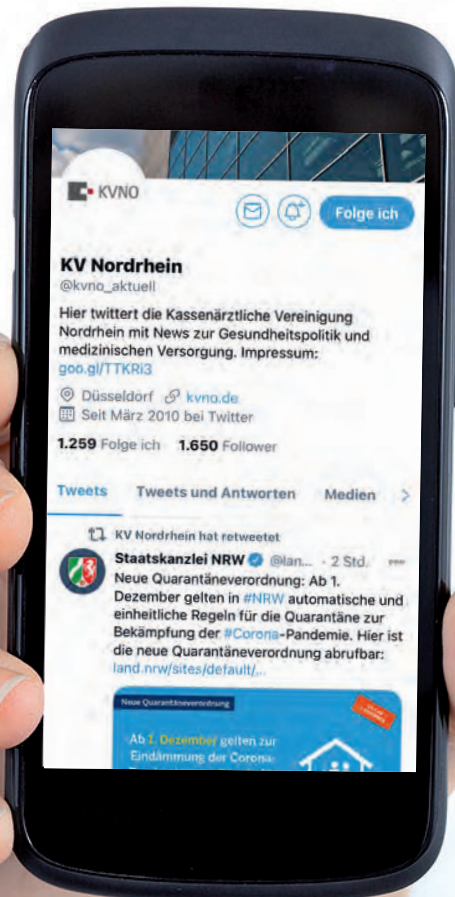 KVNO
Folge ich
KV Nordrhein
@kvno_aktuell
Hier twittert die Kassenärztliche Vereinigung
Nordrhein mit News zur Gesundheitspolitik und
medizinischen Versorgung. Impressum:
goo.gl/TTKRi3
Düsseldorf kvno.de
Seit März 2010 bei Twitter
1.259 Folge ich 1.650 Follower
Tweets Tweets und Antworten Medien
KV Nordrhein hat retweetet
Staatskanzlei NRW @lan... · 2 Std.
Neue Quarantäneverordnung: Ab 1.
Dezember gelten in #NRW automatische und
einheitliche Regeln für die Quarantäne zur
Bekämpfung der #Corona-Pandemie. Hier ist
die neue Quarantäneverordnung abrufbar:
land.nrw/sites/default/...
Neue Quarantäneverordnung
Ab 1. Dezember gelten zur
Eindämmung der Corona-